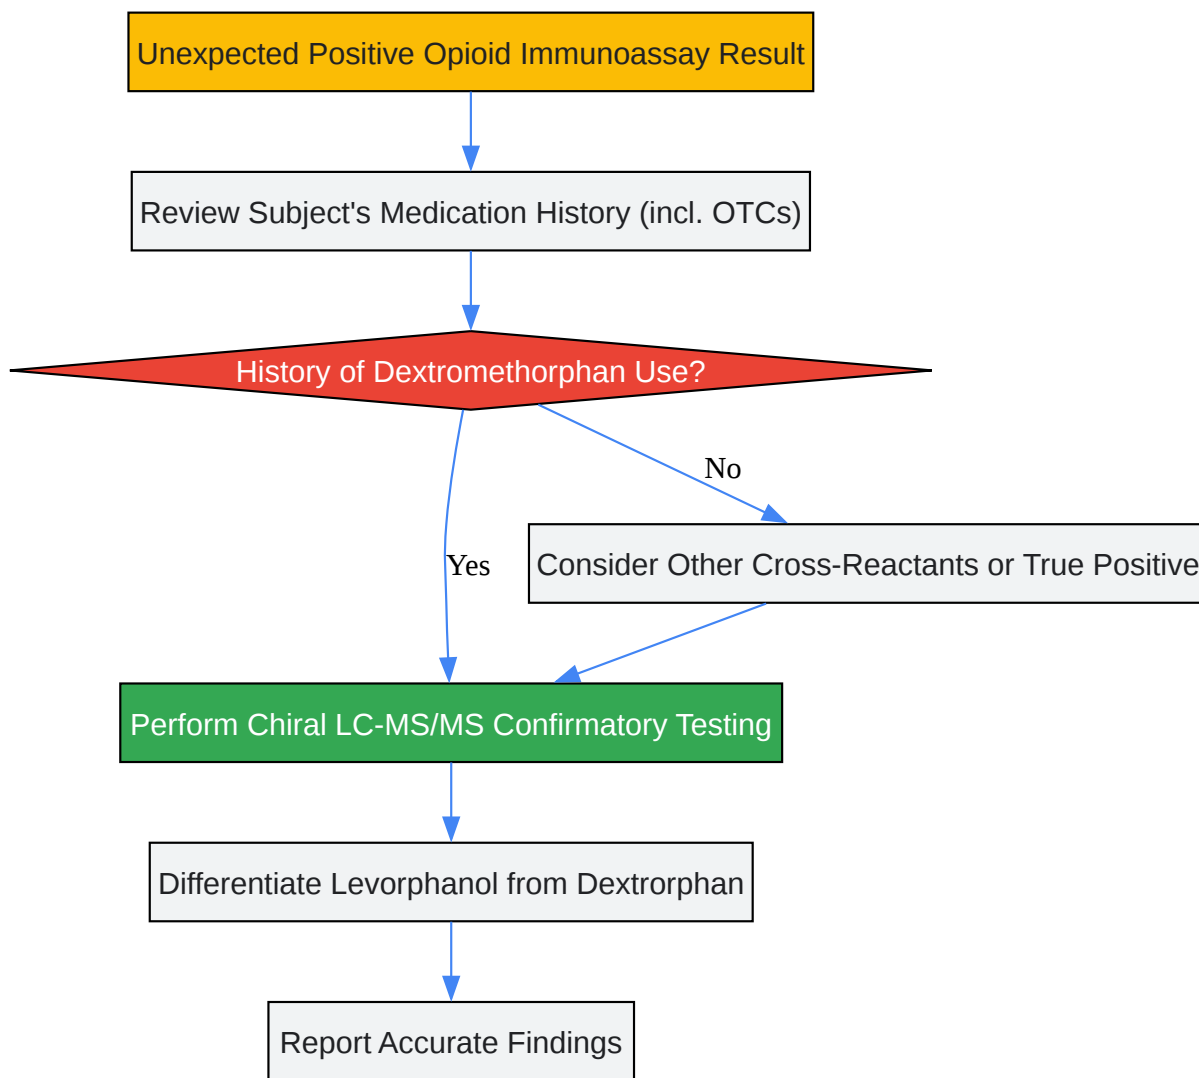 Unexpected Positive Opioid Immunoassay Result
Review Subject's Medication History (incl. OTCs)
History of Dextromethorphan Use?
No
Yes
Consider Other Cross-Reactants or True Positive
Perform Chiral LC-MS/MS Confirmatory Testing
Differentiate Levorphanol from Dextrorphan
Report Accurate Findings